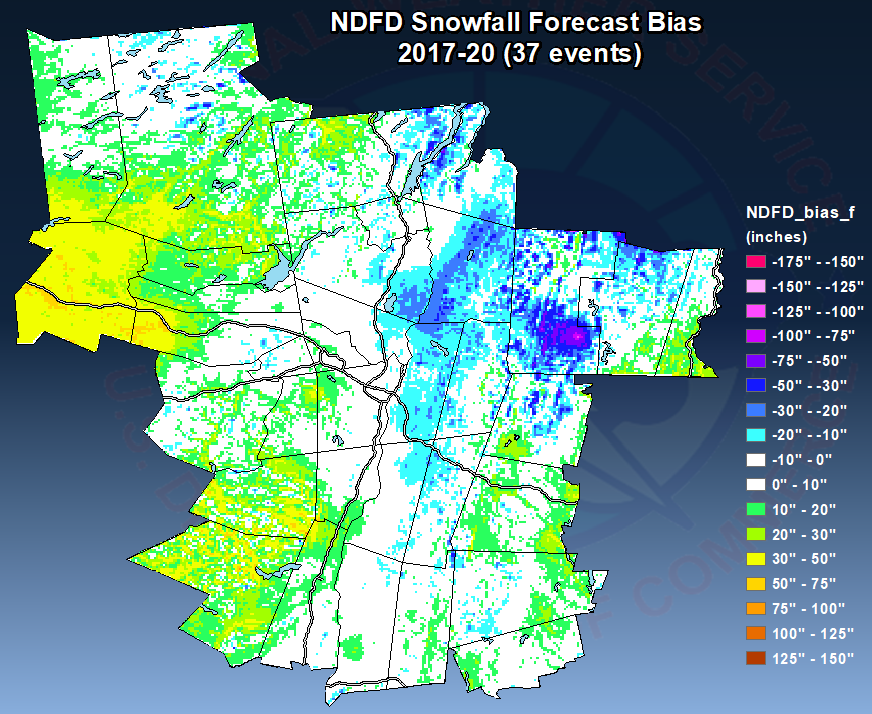 NDFD Snowfall Forecast Bias
2017-20 (37 events)
NDFD_bias_f
(inches)
-175" - -150"
-150" - -125"
-125" - -100"
-100" - -75"
-75" - -50"
-50" - -30"
-30" - -20"
-20" - -10"
-10" - 0"
0" - 10"
10" - 20"
20" - 30"
30" - 50"
50" - 75"
75" - 100"
100" - 125"
125" - 150"